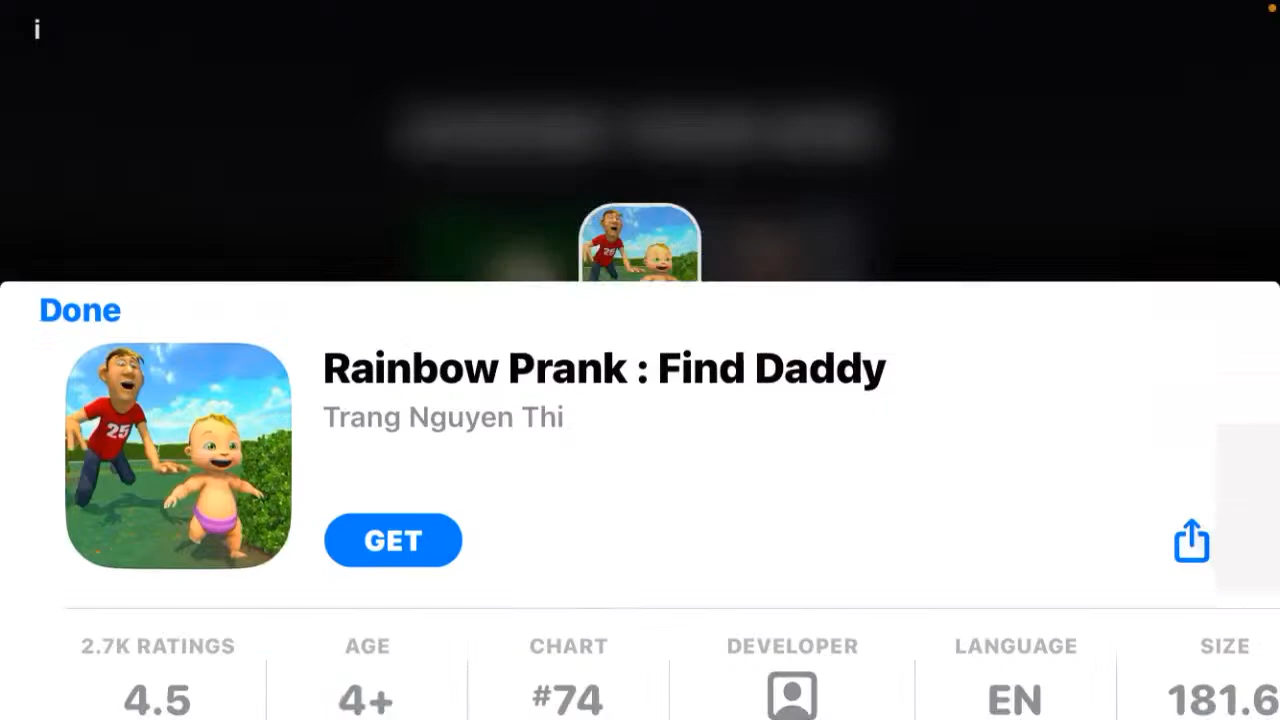 i
Done
Rainbow Prank : Find Daddy
Trang Nguyen Thi
25
GET
2.7K RATINGS
AGE
CHART
DEVELOPER
LANGUAGE
SIZE
4.5
4+
#74
EN
181.6